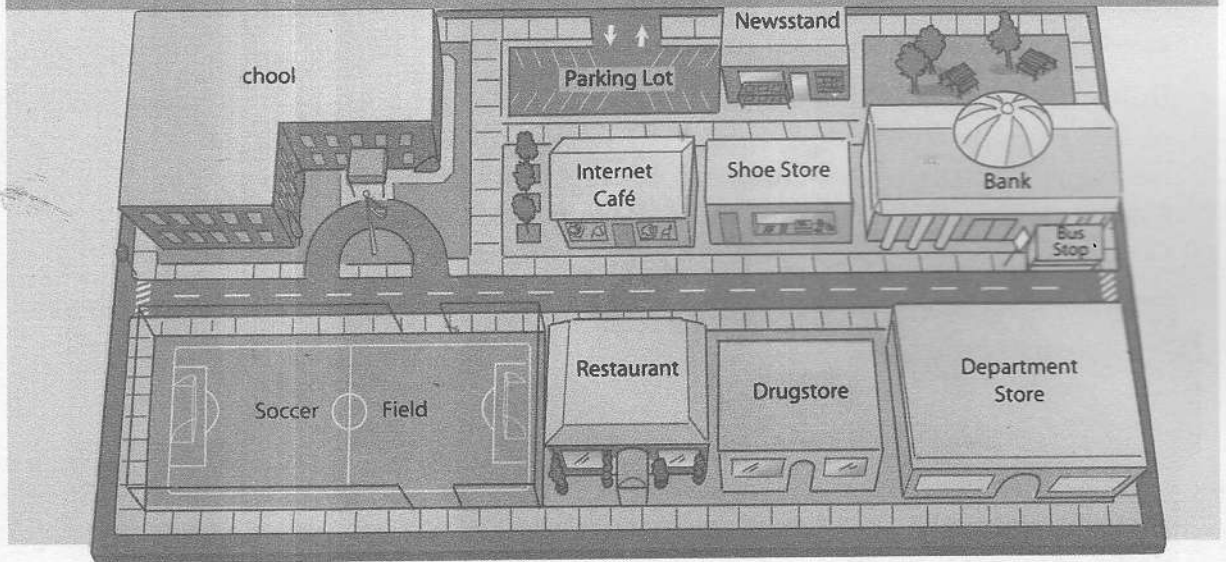 Newsstand
chool
Parking Lot
Internet
Café
Shoe Store
Bank
Bus
Stop
Restaurant
Drugstore
Department
Store
Soccer Field